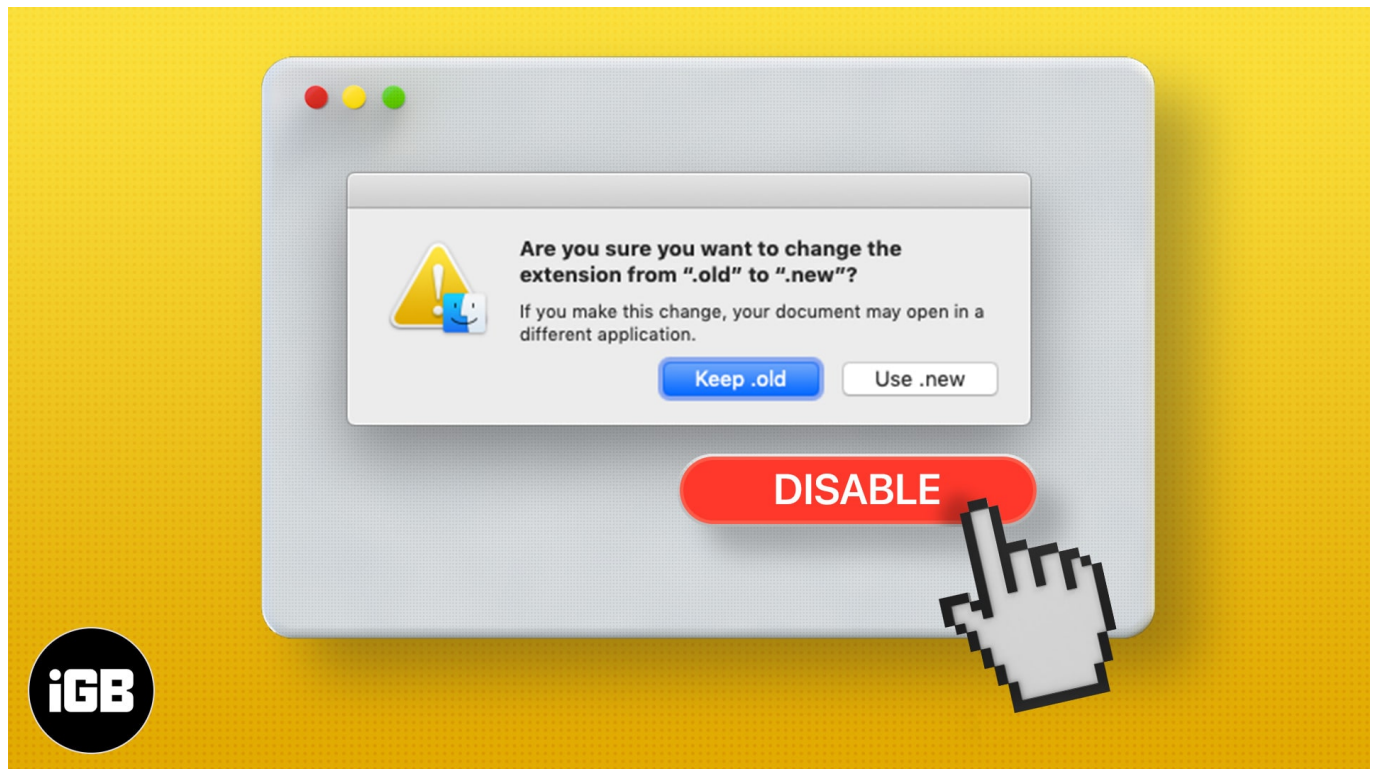 Are you sure you want to change the
extension from “.old” to “.new”?
If you make this change, your document may open in a
different application.
Keep .old
Use .new
DISABLE
iGB